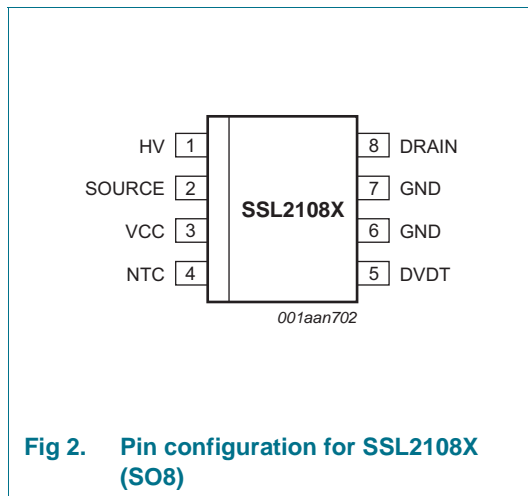 HV 1
8 DRAIN
SOURCE 2
7 GND
SSL2108X
VCC 3
6 GND
NTC 4
5 DVDT
001aan702
Fig 2. Pin configuration for SSL2108X
(SO8)